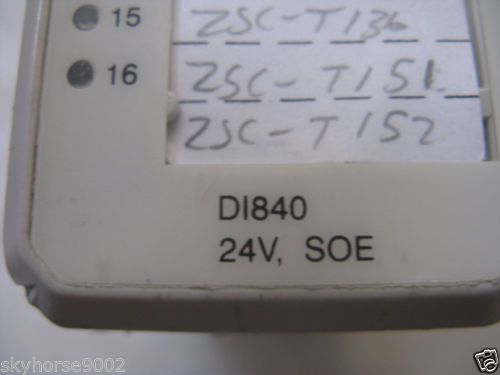 15
ZSC-T136
16
ZSC-T151
ZSC-T152
DI840
24V, SOE
skyhorse9002